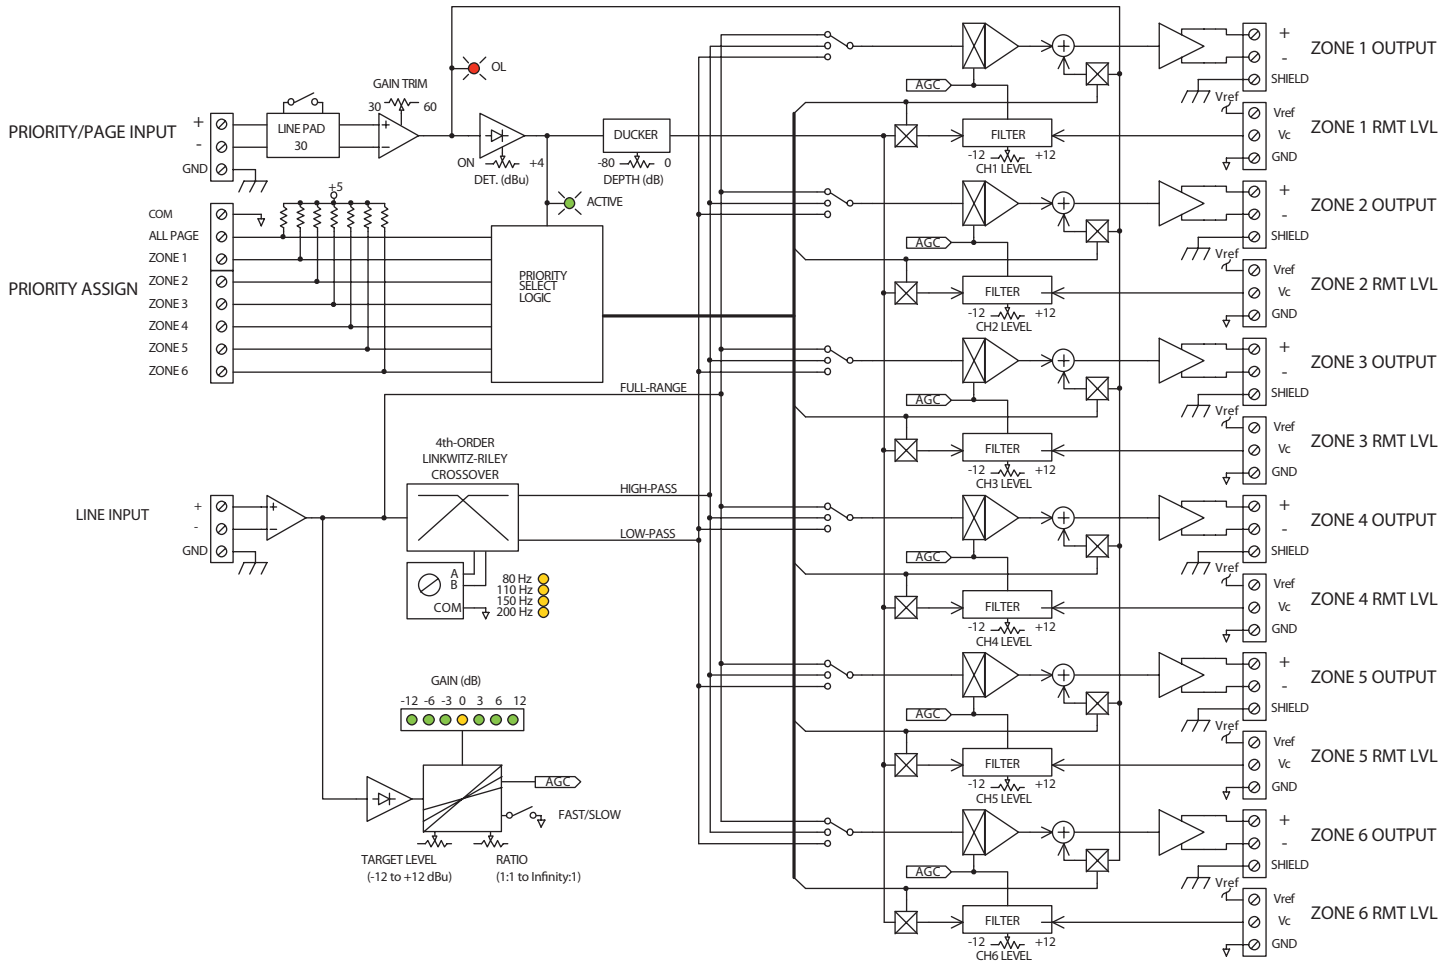 PRIORITY/PAGE INPUT
+
-
GND
LINE PAD
30
GAIN TRIM
30
60
+
−
OL
ON
+4
DET. (dBu)
DUCKER
-80
0
DEPTH (dB)
ACTIVE
PRIORITY ASSIGN
COM
ALL PAGE
ZONE 1
ZONE 2
ZONE 3
ZONE 4
ZONE 5
ZONE 6
+5
PRIORITY
SELECT
LOGIC
FULL-RANGE
4th-ORDER
LINKWITZ-RILEY
CROSSOVER
HIGH-PASS
LOW-PASS
LINE INPUT
+
-
GND
+
−
A
B
COM
80 Hz
110 Hz
150 Hz
200 Hz
GAIN (dB)
-12 -6 -3 0 3 6 12
AGC
FAST/SLOW
TARGET LEVEL
(-12 to +12 dBu)
RATIO
(1:1 to Infinity:1)
AGC
FILTER
-12
+12
CH1 LEVEL
+
+
-
SHIELD
ZONE 1 OUTPUT
Vref
Vref
Vc
GND
ZONE 1 RMT LVL
AGC
FILTER
-12
+12
CH2 LEVEL
+
+
-
SHIELD
ZONE 2 OUTPUT
Vref
Vref
Vc
GND
ZONE 2 RMT LVL
AGC
FILTER
-12
+12
CH3 LEVEL
+
+
-
SHIELD
ZONE 3 OUTPUT
Vref
Vref
Vc
GND
ZONE 3 RMT LVL
AGC
FILTER
-12
+12
CH4 LEVEL
+
+
-
SHIELD
ZONE 4 OUTPUT
Vref
Vref
Vc
GND
ZONE 4 RMT LVL
AGC
FILTER
-12
+12
CH5 LEVEL
+
+
-
SHIELD
ZONE 5 OUTPUT
Vref
Vref
Vc
GND
ZONE 5 RMT LVL
AGC
FILTER
-12
+12
CH6 LEVEL
+
+
-
SHIELD
ZONE 6 OUTPUT
Vref
Vref
Vc
GND
ZONE 6 RMT LVL